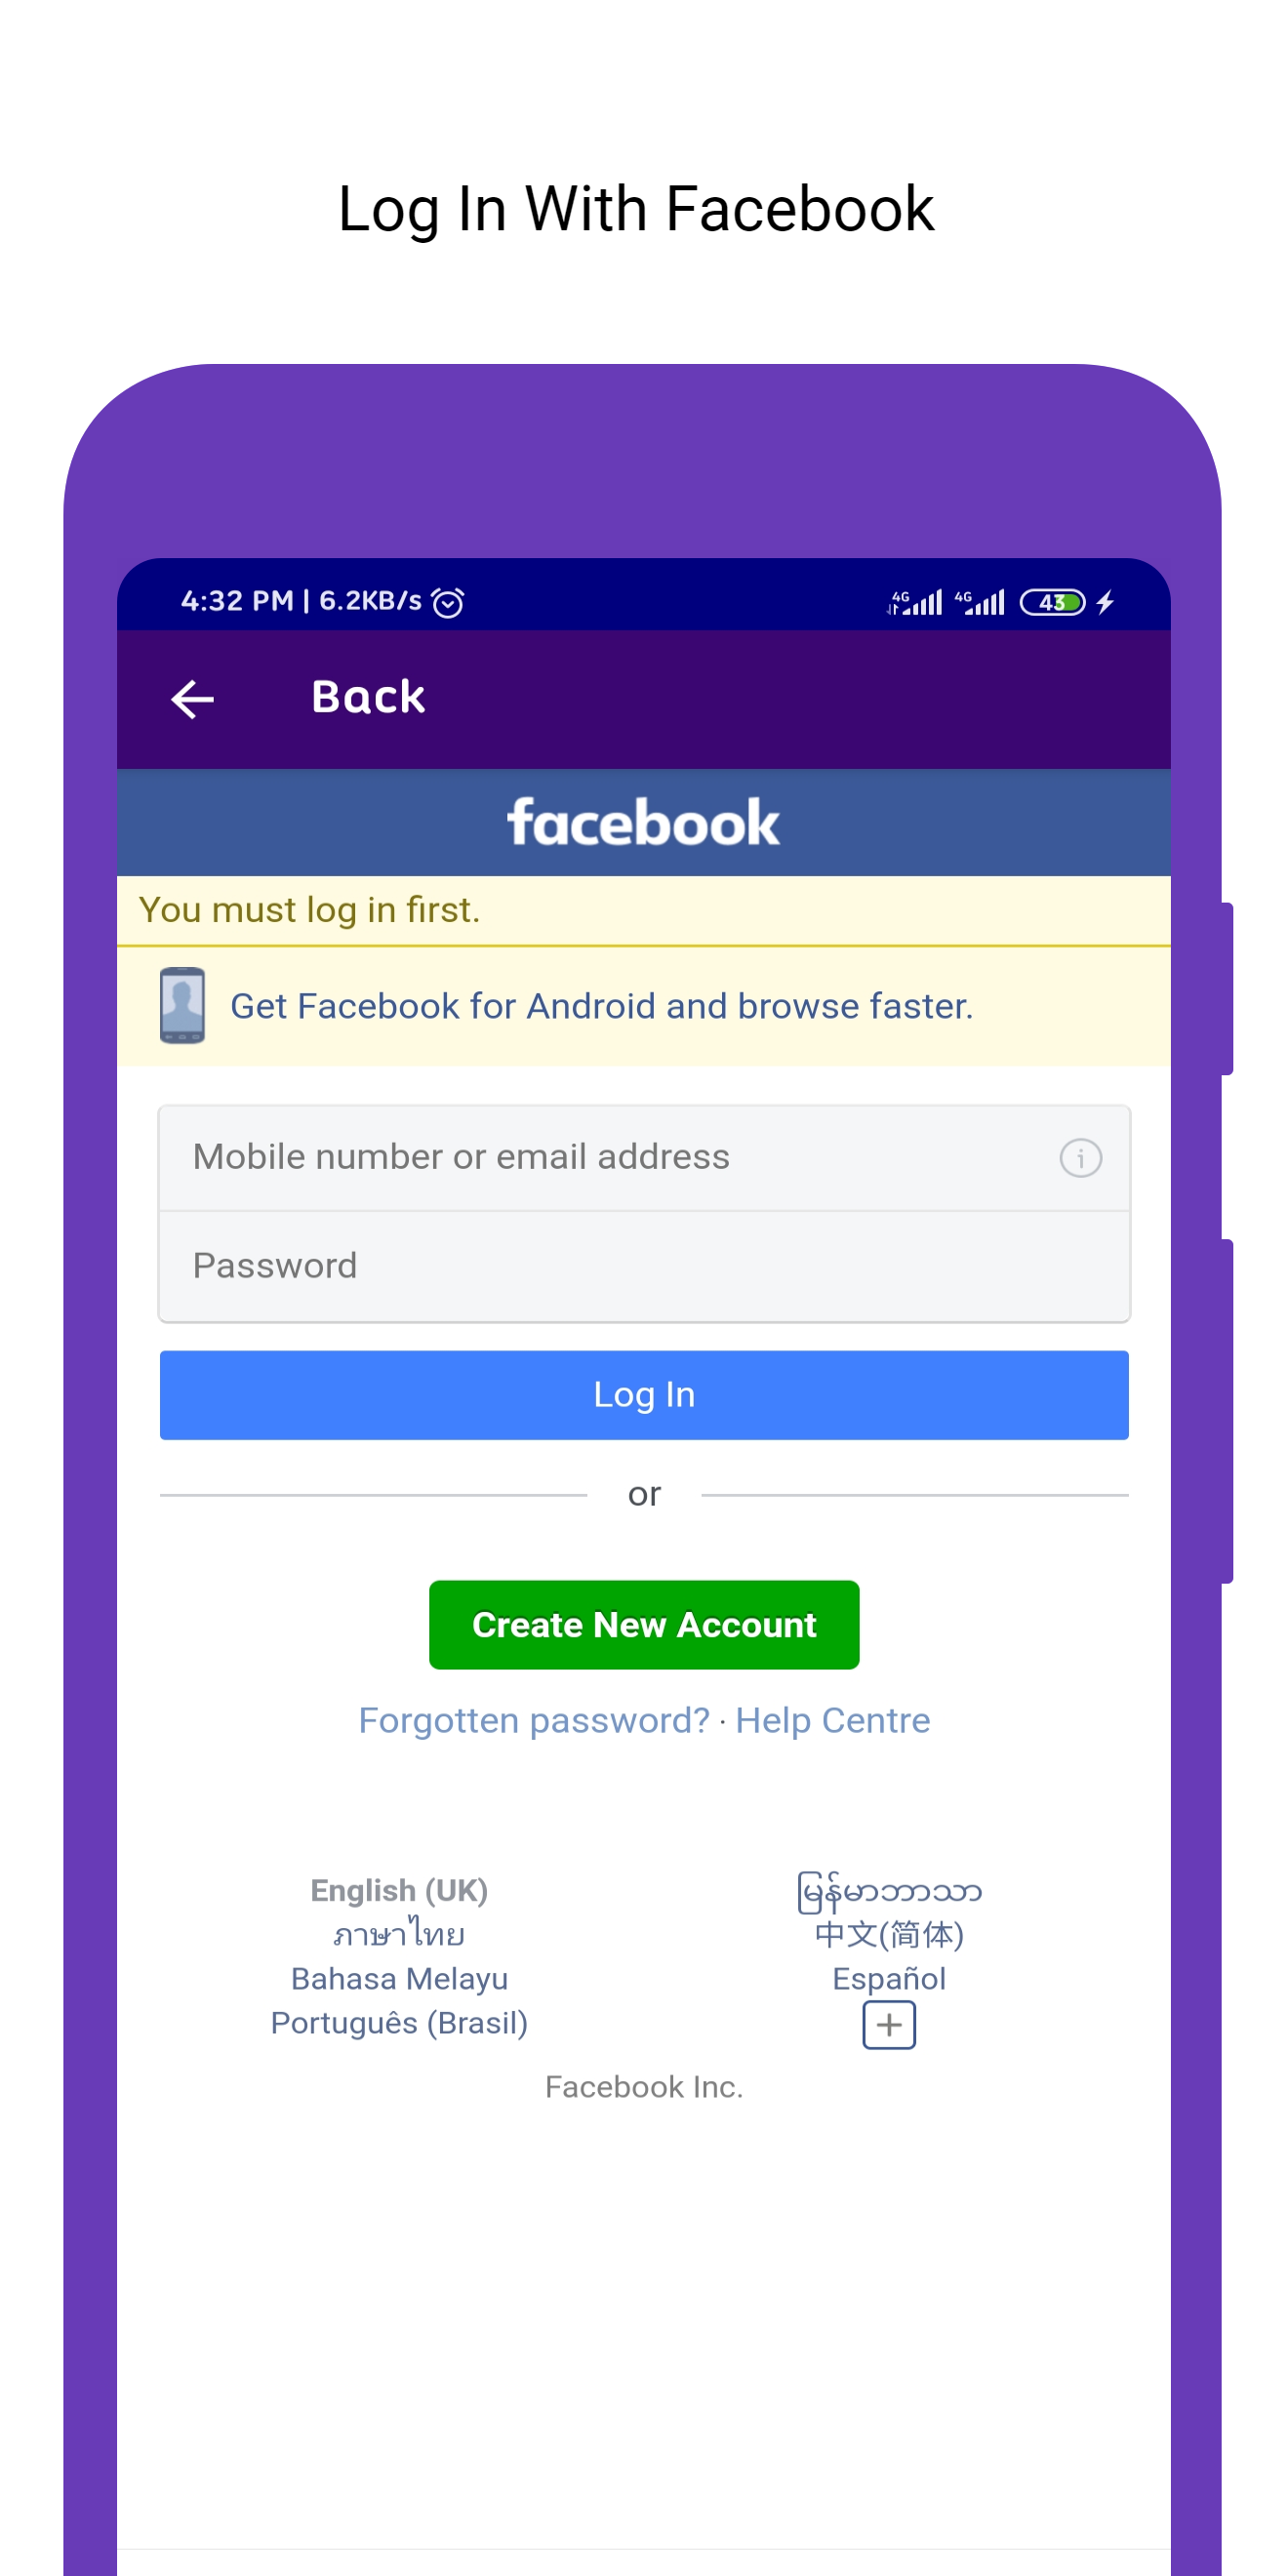 Log In With Facebook
4:32 PM | 6.2KB/s 4G 4G 43
Back
facebook
You must log in first.
Get Facebook for Android and browse faster.
Mobile number or email address
Password
Log In
or
Create New Account
Forgotten password? · Help Centre
English (UK) မြန်မာဘာသာ
ภาษาไทย 中文(简体)
Bahasa Melayu Español
Português (Brasil)
Facebook Inc.